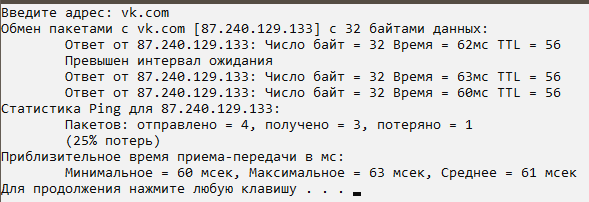 Введите адрес: vk.com
Обмен пакетами с vk.com [87.240.129.133] с 32 байтами данных:
Ответ от 87.240.129.133: Число байт = 32 Время = 62мс TTL = 56
Превышен интервал ожидания
Ответ от 87.240.129.133: Число байт = 32 Время = 63мс TTL = 56
Ответ от 87.240.129.133: Число байт = 32 Время = 60мс TTL = 56
Статистика Ping для 87.240.129.133:
Пакетов: отправлено = 4, получено = 3, потеряно = 1
(25% потерь)
Приблизительное время приема-передачи в мс:
Минимальное = 60 мсек, Максимальное = 63 мсек, Среднее = 61 мсек
Для продолжения нажмите любую клавишу . . .